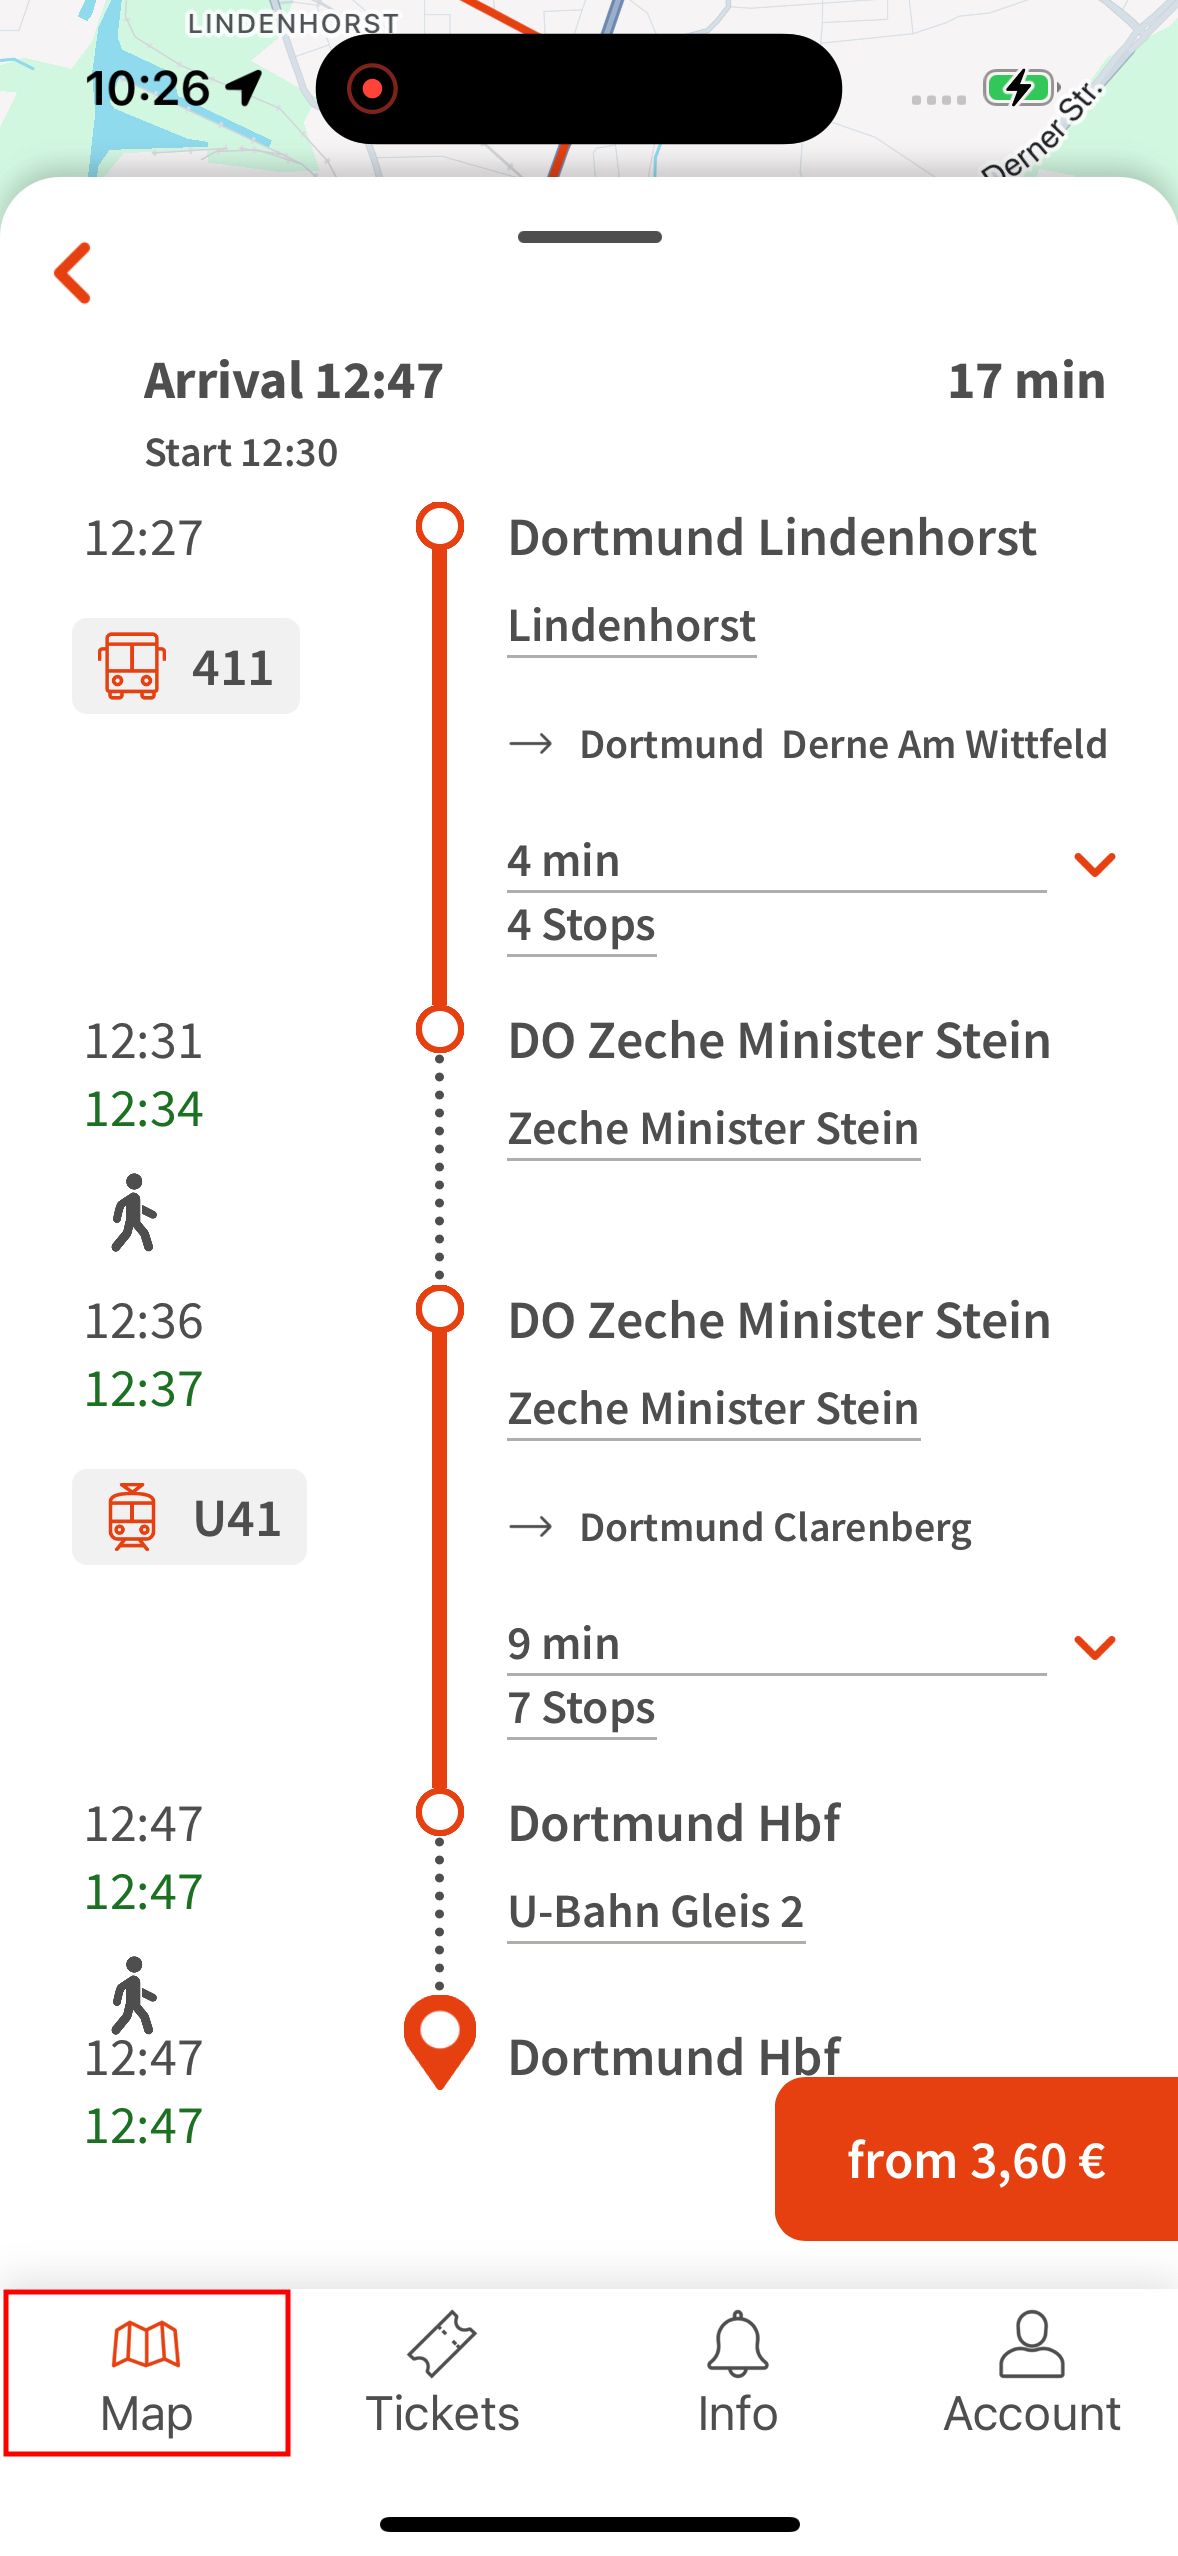 LINDENHORST
10:26
Derner Str.
Arrival 12:47
17 min
Start 12:30
12:27
Dortmund Lindenhorst
Lindenhorst
411
→ Dortmund  Derne Am Wittfeld
4 min
4 Stops
12:31
DO Zeche Minister Stein
12:34
Zeche Minister Stein
12:36
DO Zeche Minister Stein
12:37
Zeche Minister Stein
U41
→ Dortmund Clarenberg
9 min
7 Stops
12:47
Dortmund Hbf
12:47
U-Bahn Gleis 2
12:47
Dortmund Hbf
12:47
from 3,60 €
Map
Tickets
Info
Account